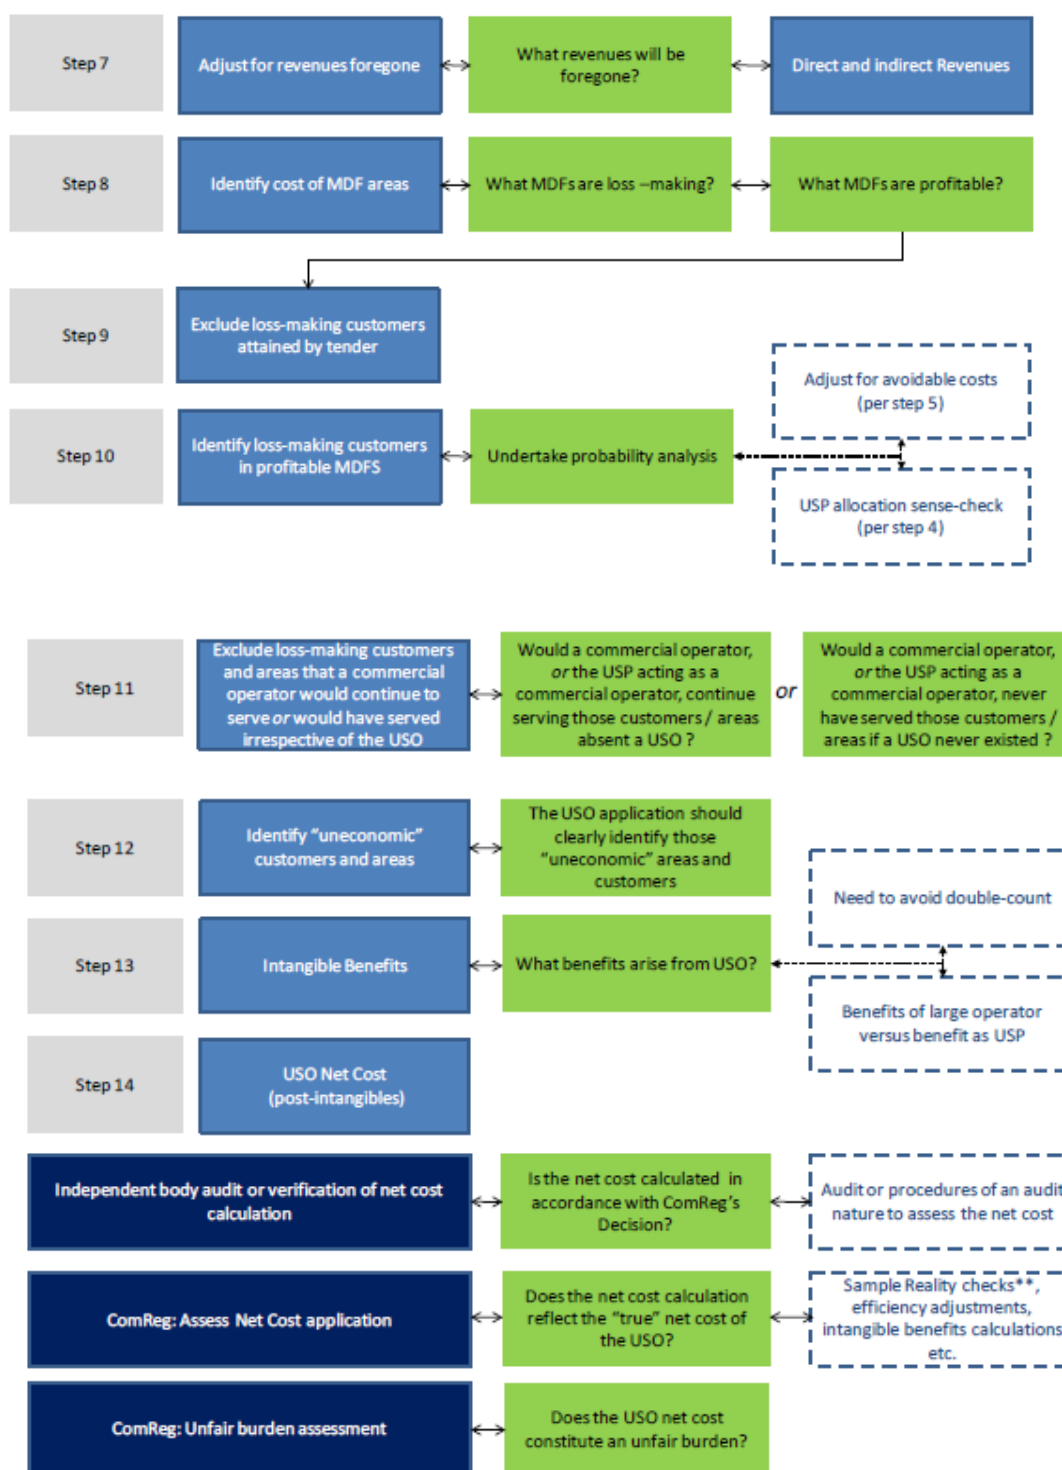 Step 7
Adjust for revenues foregone
What revenues will be
foregone?
Direct and indirect Revenues
Step 8
Identify cost of MDF areas
What MDFs are loss –making?
What MDFs are profitable?
Step 9
Exclude loss-making customers
attained by tender
Adjust for avoidable costs
(per step 5)
Step 10
Identify loss-making customers
in profitable MDFS
Undertake probability analysis
USP allocation sense-check
(per step 4)
Step 11
Exclude loss-making customers
and areas that a commercial
operator would continue to
serve or would have served
irrespective of the USO
Would a commercial operator,
or the USP acting as a
commercial operator, continue
serving those customers / areas
absent a USO ?
or
Would a commercial operator,
or the USP acting as a
commercial operator, never
have served those customers /
areas if a USO never existed ?
Step 12
Identify “uneconomic”
customers and areas
The USO application should
clearly identify those
“uneconomic” areas and
customers
Need to avoid double-count
Step 13
Intangible Benefits
What benefits arise from USO?
Benefits of large operator
versus benefit as USP
Step 14
USO Net Cost
(post-intangibles)
Independent body audit or verification of net cost
calculation
Is the net cost calculated in
accordance with ComReg’s
Decision?
Audit or procedures of an audit
nature to assess the net cost
ComReg: Assess Net Cost application
Does the net cost calculation
reflect the “true” net cost of
the USO?
Sample Reality checks**,
efficiency adjustments,
intangible benefits calculations
etc.
ComReg: Unfair burden assessment
Does the USO net cost
constitute an unfair burden?